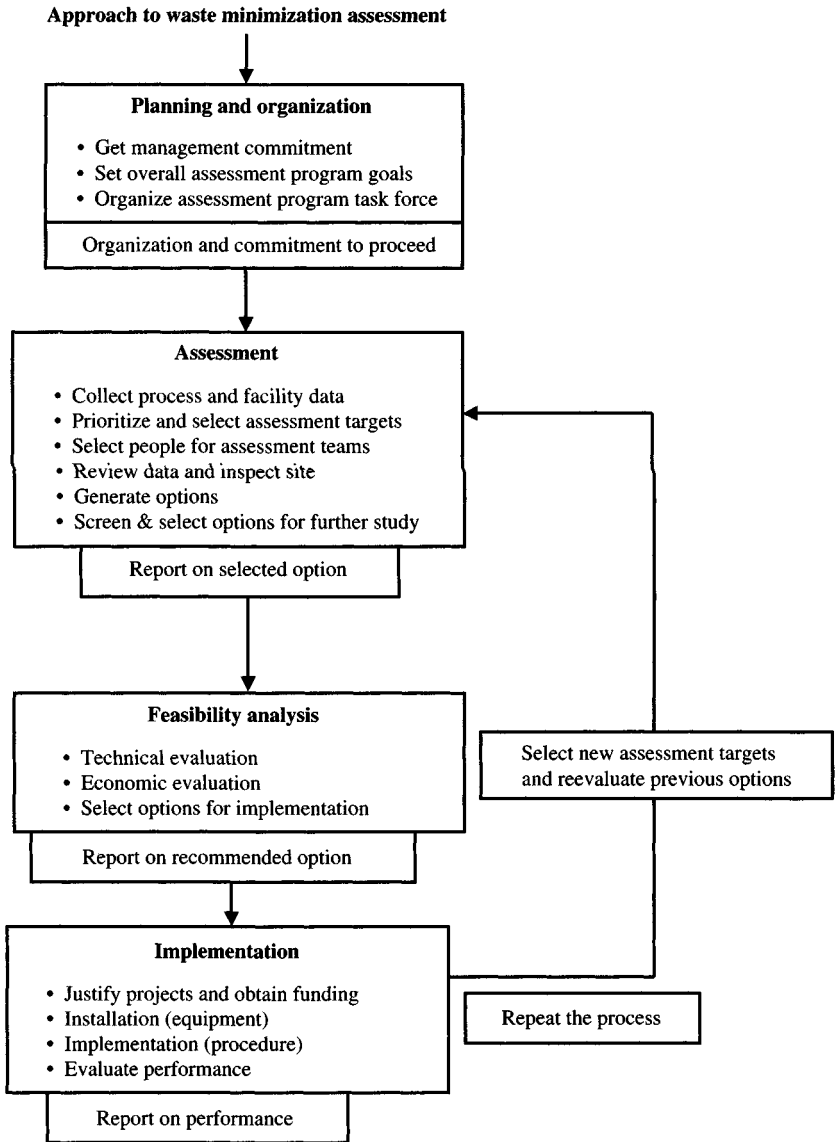 Approach to waste minimization assessment
Planning and organization
• Get management commitment
• Set overall assessment program goals
• Organize assessment program task force
Organization and commitment to proceed
Assessment
• Collect process and facility data
• Prioritize and select assessment targets
• Select people for assessment teams
• Review data and inspect site
• Generate options
• Screen & select options for further study
Report on selected option
Feasibility analysis
• Technical evaluation
• Economic evaluation
• Select options for implementation
Report on recommended option
Select new assessment targets
and reevaluate previous options
Implementation
• Justify projects and obtain funding
• Installation (equipment)
• Implementation (procedure)
• Evaluate performance
Report on performance
Repeat the process